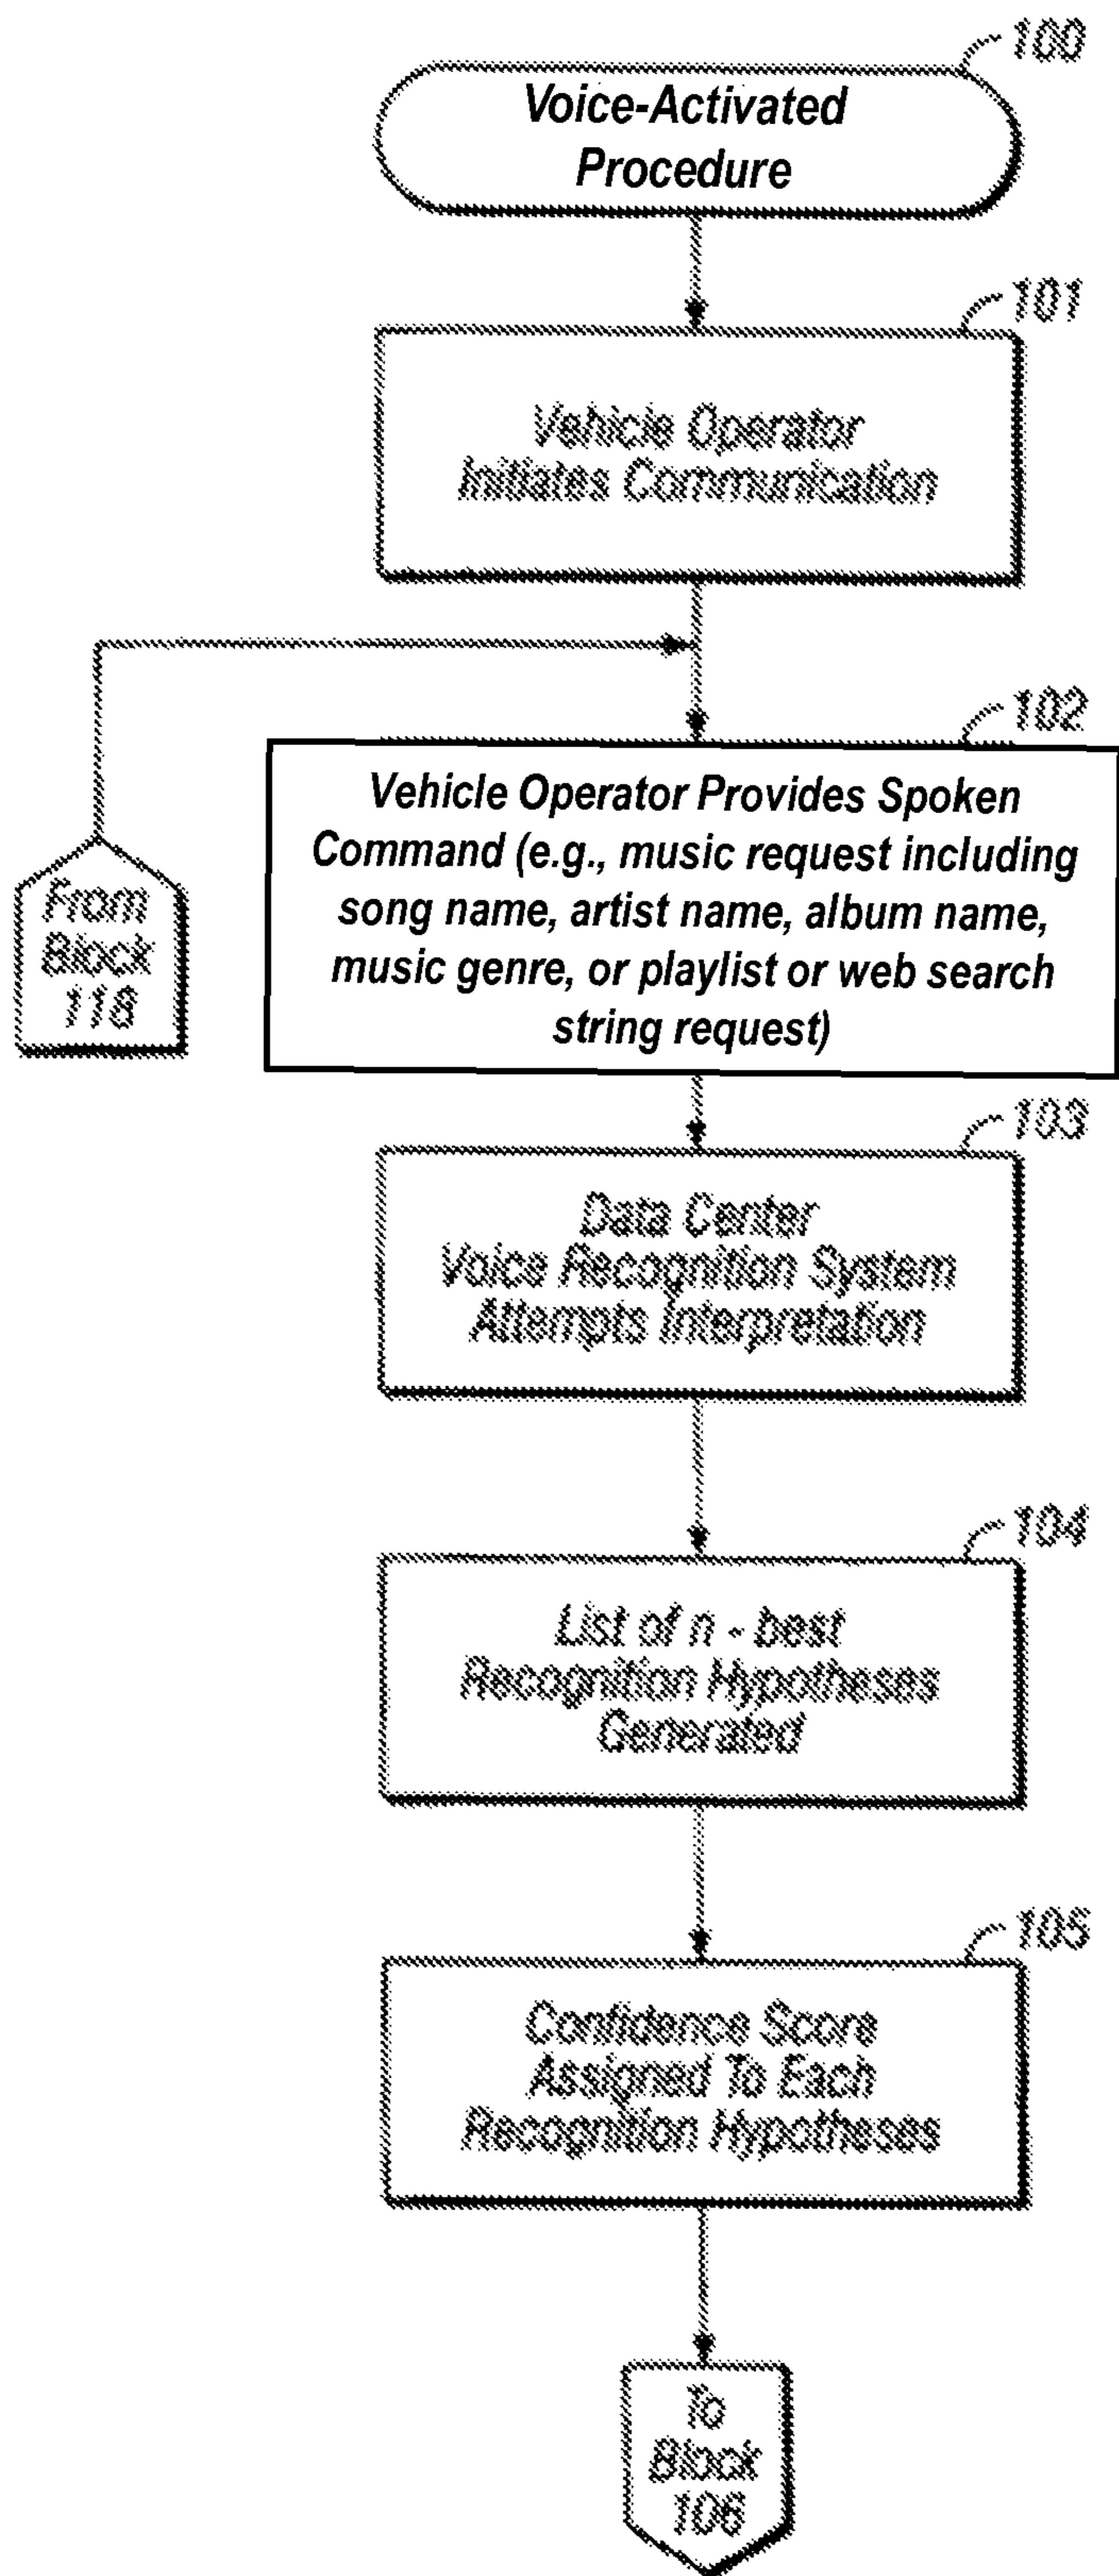 100
Voice-Activated
Procedure
101
Vehicle Operator
Initiates Communication
102
Vehicle Operator Provides Spoken
Command (e.g., music request including
song name, artist name, album name,
music genre, or playlist or web search
string request)
From
Block
118
103
Data Center
Voice Recognition System
Attempts Interpretation
104
List of n - best
Recognition Hypotheses
Generated
105
Confidence Score
Assigned To Each
Recognition Hypotheses
To
Block
106